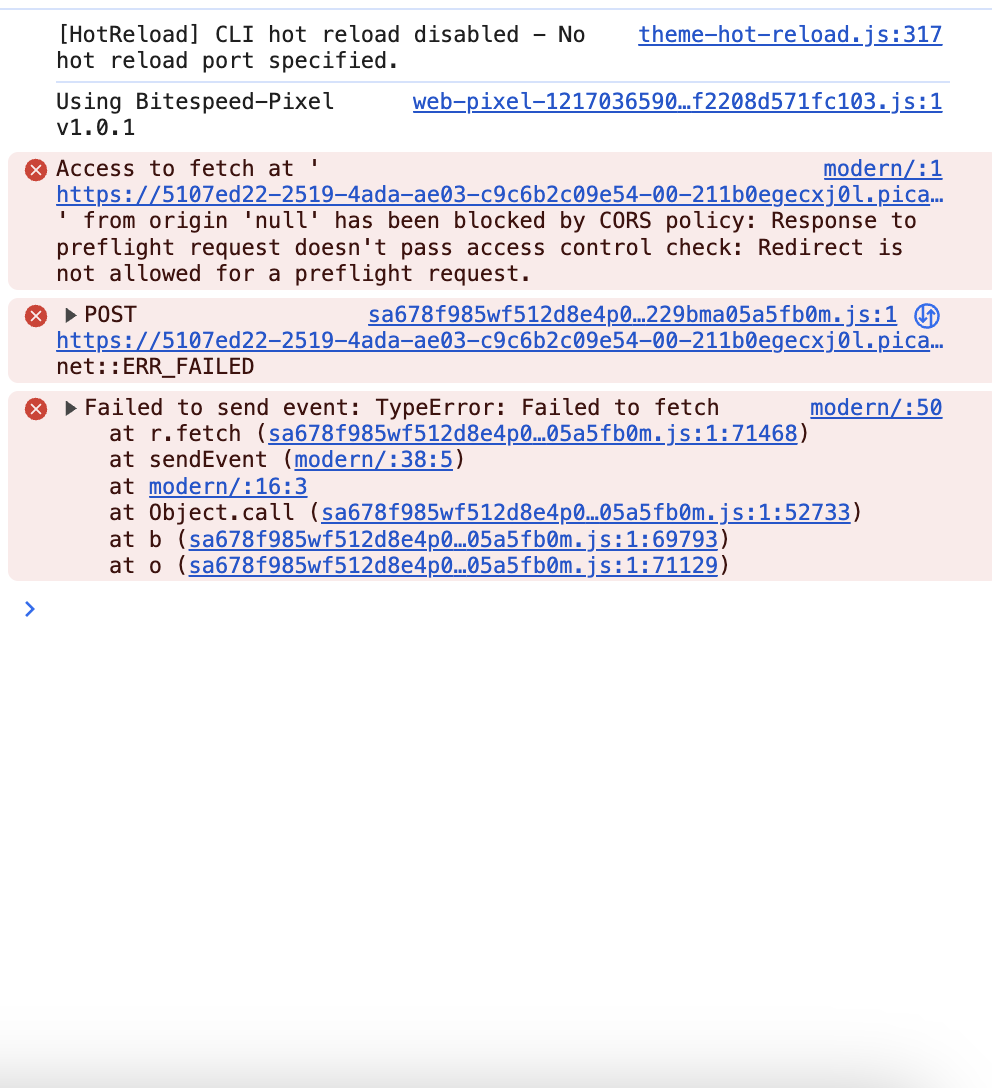 [HotReload] CLI hot reload disabled – No theme-hot-reload.js:317
hot reload port specified.
Using Bitespeed-Pixel web-pixel-1217036590…f2208d571fc103.js:1
v1.0.1
Access to fetch at ' modern/:1
https://5107ed22-2519-4ada-ae03-c9c6b2c09e54-00-211b0egecxj0l.pica…
' from origin 'null' has been blocked by CORS policy: Response to
preflight request doesn't pass access control check: Redirect is
not allowed for a preflight request.
POST sa678f985wf512d8e4p0…229bma05a5fb0m.js:1
https://5107ed22-2519-4ada-ae03-c9c6b2c09e54-00-211b0egecxj0l.pica…
net::ERR_FAILED
Failed to send event: TypeError: Failed to fetch modern/:50
at r.fetch (sa678f985wf512d8e4p0…05a5fb0m.js:1:71468)
at sendEvent (modern/:38:5)
at modern/:16:3
at Object.call (sa678f985wf512d8e4p0…05a5fb0m.js:1:52733)
at b (sa678f985wf512d8e4p0…05a5fb0m.js:1:69793)
at o (sa678f985wf512d8e4p0…05a5fb0m.js:1:71129)